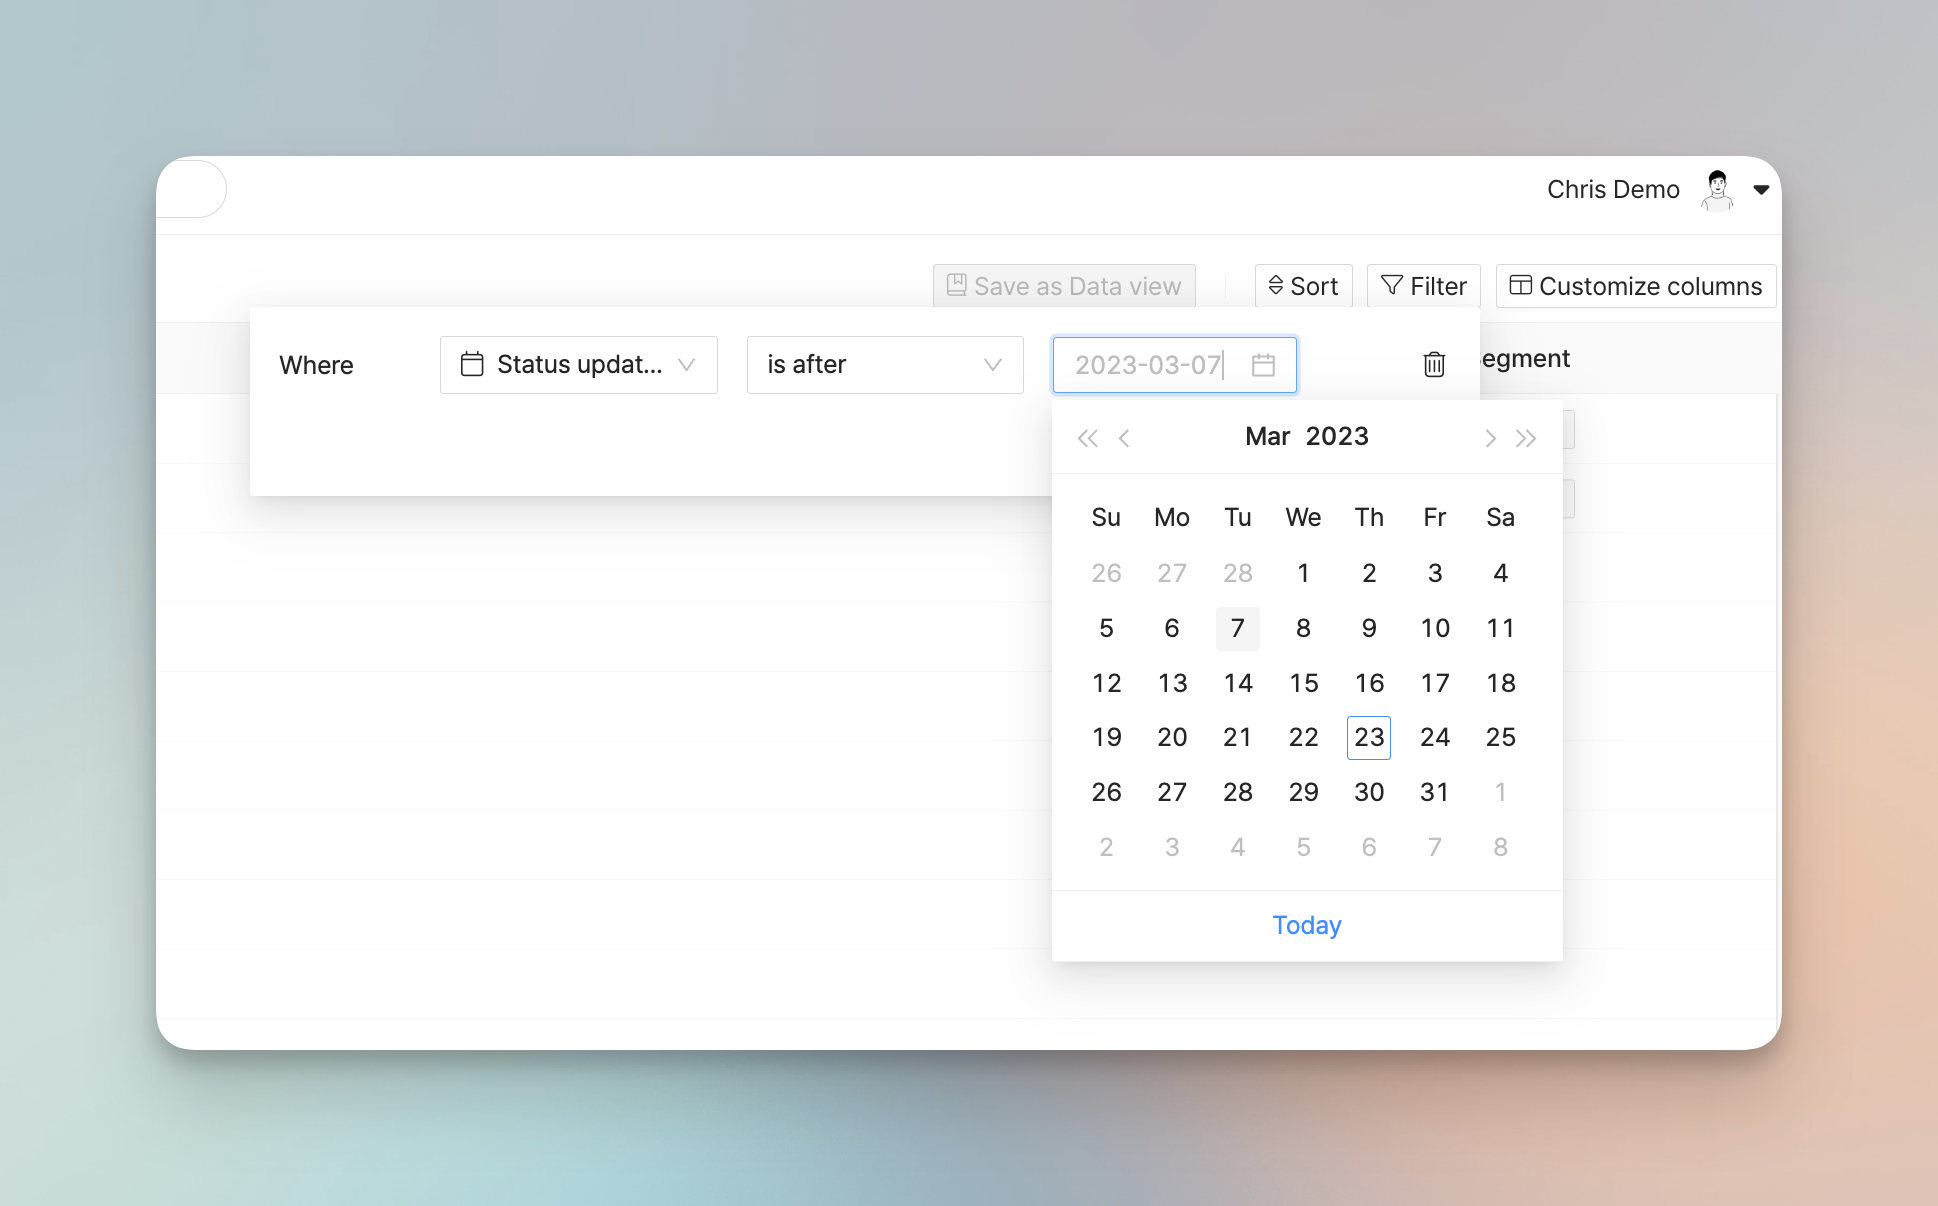 Chris Demo
Save as Data view
Sort
Filter
Customize columns
Where
Status updat...
is after
2023-03-07
egment
Mar 2023
Su Mo Tu We Th Fr Sa
26 27 28 1 2 3 4
5 6 7 8 9 10 11
12 13 14 15 16 17 18
19 20 21 22 23 24 25
26 27 28 29 30 31 1
2 3 4 5 6 7 8
Today